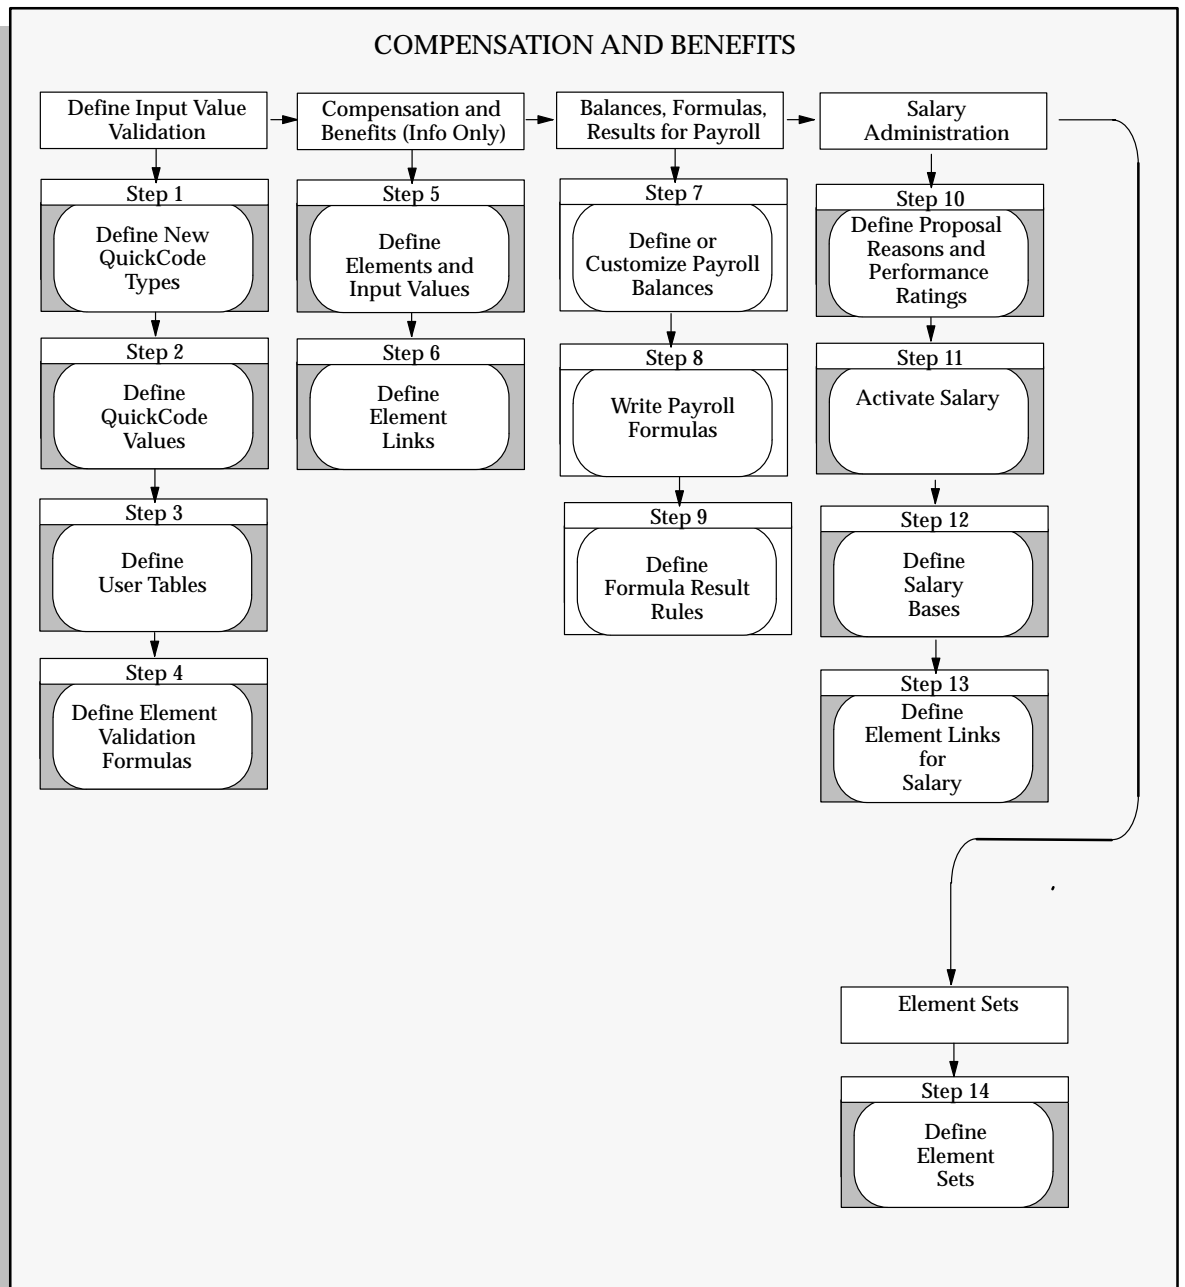 COMPENSATION AND BENEFITS
Define Input Value
Validation
Compensation and
Benefits (Info Only)
Balances, Formulas,
Results for Payroll
Salary
Administration
Step 1
Define New
QuickCode
Types
Step 2
Define
QuickCode
Values
Step 3
Define
User Tables
Step 4
Define Element
Validation
Formulas
Step 5
Define
Elements and
Input Values
Step 6
Define
Element
Links
Step 7
Define or
Customize Payroll
Balances
Step 8
Write Payroll
Formulas
Step 9
Define
Formula Result
Rules
Step 10
Define Proposal
Reasons and
Performance
Ratings
Step 11
Activate Salary
Step 12
Define
Salary
Bases
Step 13
Define
Element Links
for
Salary
Element Sets
Step 14
Define
Element
Sets